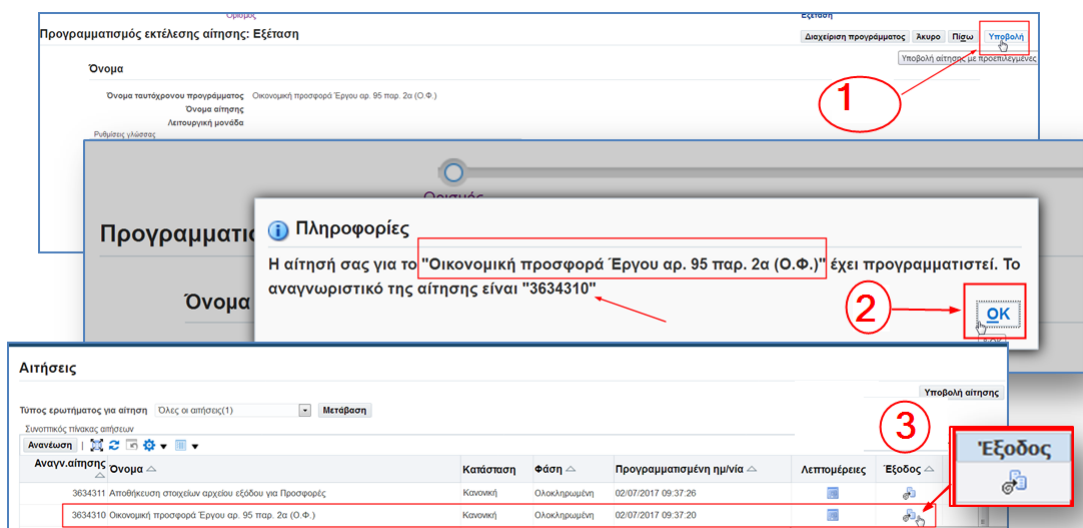 Ορισμός Εξέταση
Προγραμματισμός εκτέλεσης αίτησης: Εξέταση
Διαχείριση προγράμματος Άκυρο Πίσω Υποβολή
Υποβολή αίτησης με προεπιλεγμένες
Όνομα
1
Όνομα ταυτόχρονου προγράμματος Οικονομική προσφορά Έργου αρ. 95 παρ. 2α (Ο.Φ.)
Όνομα αίτησης
Λειτουργική μονάδα
Ρυθμίσεις γλώσσας
Ορισμός
Προγραμματισ
Όνομα
Πληροφορίες
Η αίτησή σας για το "Οικονομική προσφορά Έργου αρ. 95 παρ. 2α (Ο.Φ.)" έχει προγραμματιστεί. Το
αναγνωριστικό της αίτησης είναι "3634310"
2
OK
Αιτήσεις
Υποβολή αίτησης
Τύπος ερωτήματος για αίτηση Όλες οι αιτήσεις(1) Μετάβαση
Συνοπτικός πίνακας αιτήσεων
3
Ανανέωση
Αναγν.αίτησης Όνομα Κατάσταση Φάση Προγραμματισμένη ημ/νία Λεπτομέρειες Έξοδος
Έξοδος
3634311 Αποθήκευση στοιχείων αρχείου εξόδου για Προσφορές Κανονική Ολοκληρωμένη 02/07/2017 09:37:26
3634310 Οικονομική προσφορά Έργου αρ. 95 παρ. 2α (Ο.Φ.) Κανονική Ολοκληρωμένη 02/07/2017 09:37:20